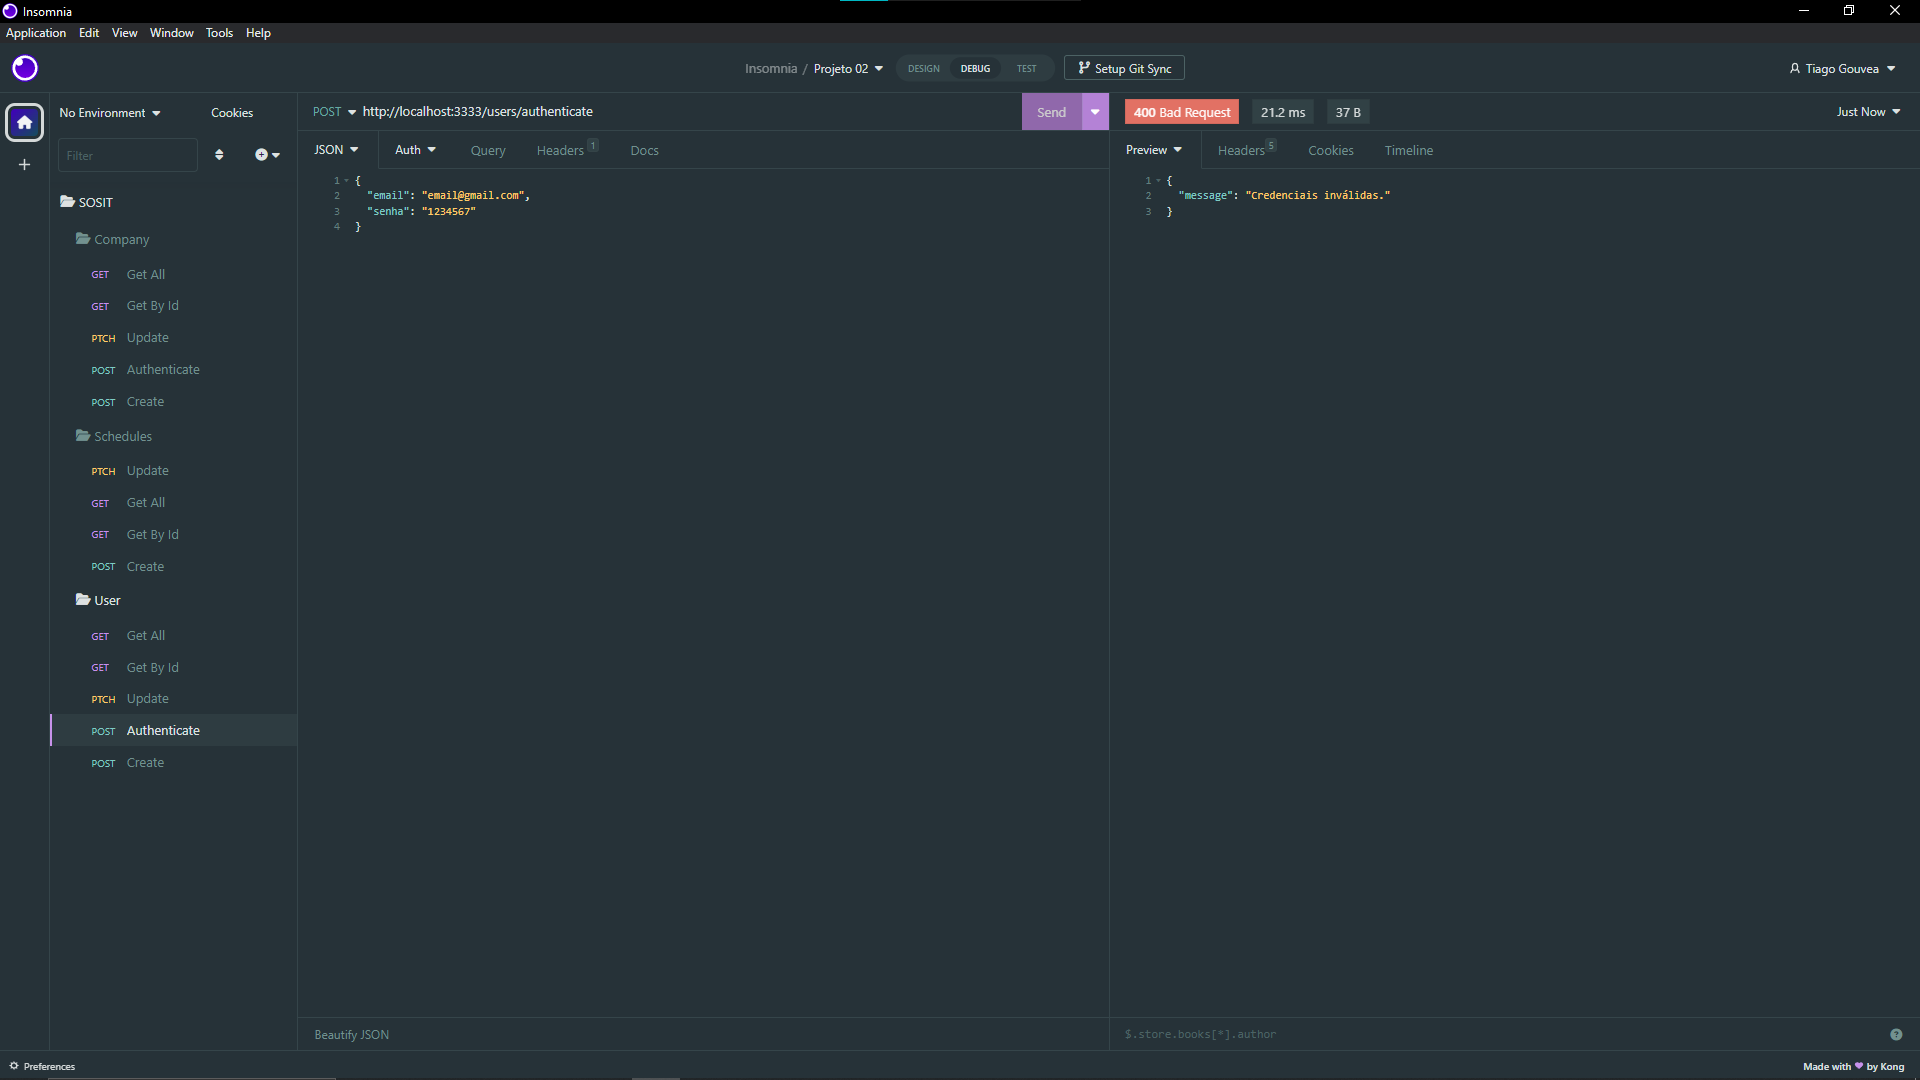 Insomnia
Application Edit View Window Tools Help
Insomnia / Projeto 02 DESIGN DEBUG TEST Setup Git Sync Tiago Gouvea
No Environment Cookies
Filter
SOSIT
Company
GET Get All
GET Get By Id
PTCH Update
POST Authenticate
POST Create
Schedules
PTCH Update
GET Get All
GET Get By Id
POST Create
User
GET Get All
GET Get By Id
PTCH Update
POST Authenticate
POST Create
POST http://localhost:3333/users/authenticate Send
JSON Auth Query Headers 1 Docs
1 {
2 "email": "email@gmail.com",
3 "senha": "1234567"
4 }
Beautify JSON
400 Bad Request 21.2 ms 37 B Just Now
Preview Headers 5 Cookies Timeline
1 {
2 "message": "Credenciais inválidas."
3 }
$.store.books[*].author ?
Preferences Made with ♥ by Kong